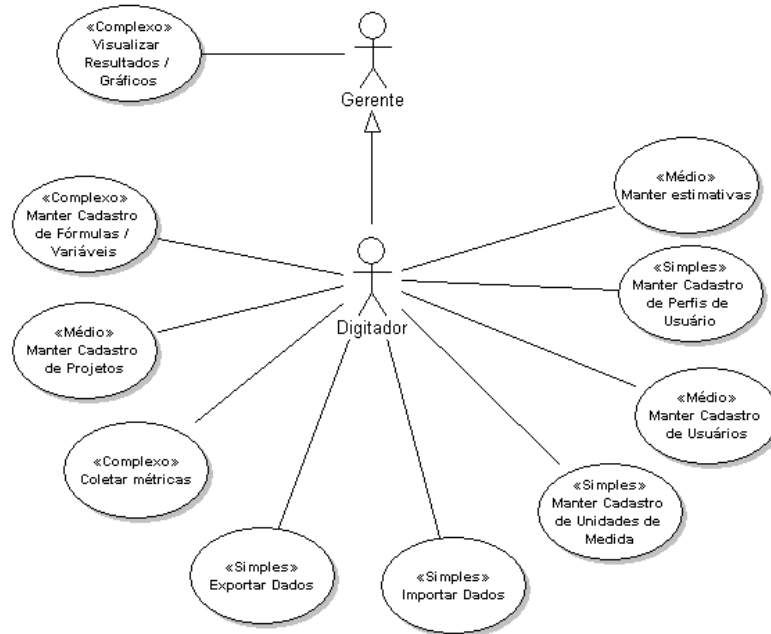 «Complexo»
Visualizar
Resultados /
Gráficos
Gerente
«Complexo»
Manter Cadastro
de Fórmulas /
Variáveis
«Médio»
Manter estimativas
«Simples»
Manter Cadastro
de Perfis de
Usuário
Digitador
«Médio»
Manter Cadastro
de Projetos
«Médio»
Manter Cadastro
de Usuários
«Complexo»
Coletar métricas
«Simples»
Manter Cadastro
de Unidades de
Medida
«Simples»
Exportar Dados
«Simples»
Importar Dados